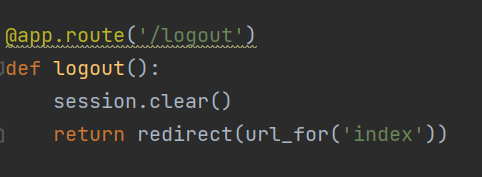 @app.route('/logout')
def logout():
    session.clear()
    return redirect(url_for('index'))